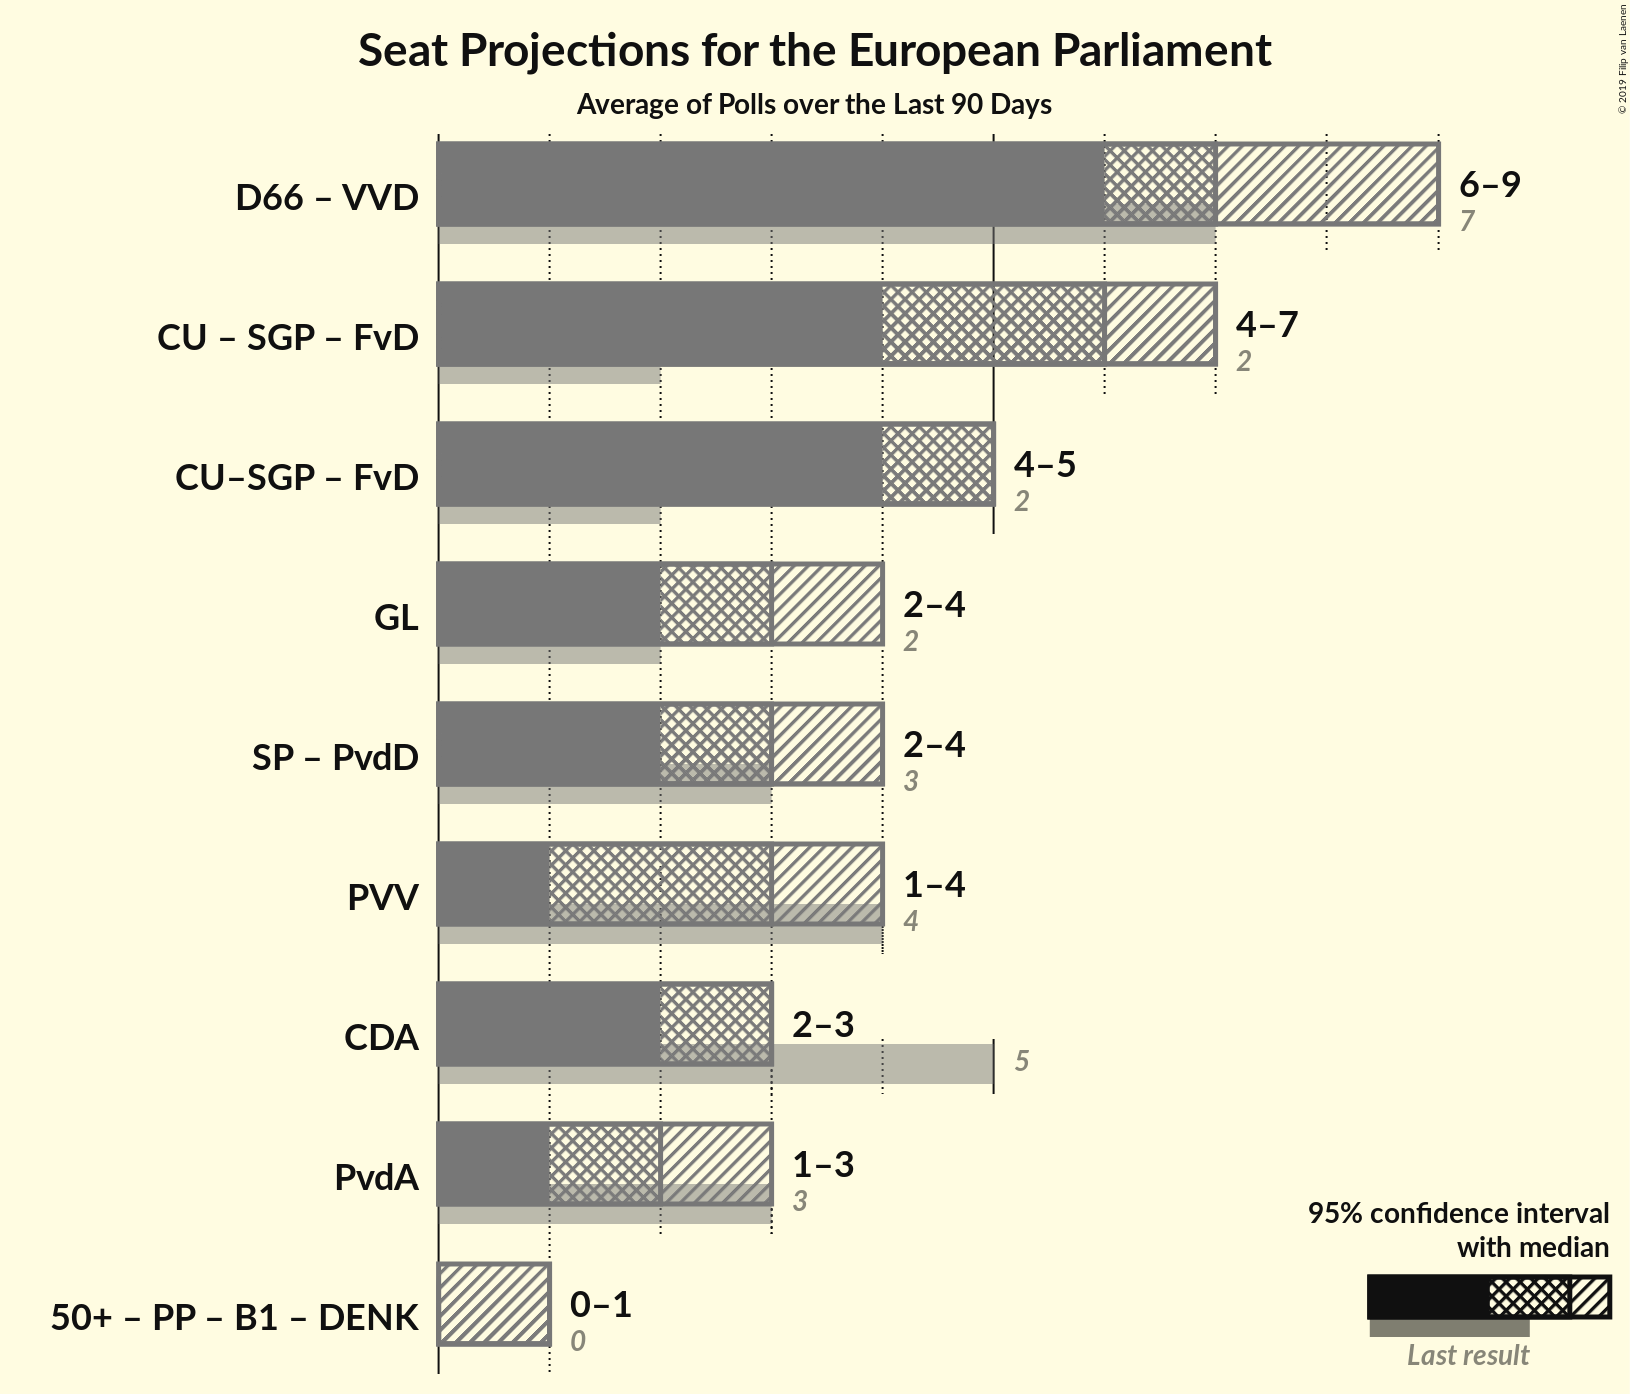 Seat Projections for the European Parliament
Average of Polls over the Last 90 Days
© 2019 Filip van Laenen
D66 – VVD
6–9
7
CU – SGP – FvD
4–7
2
CU–SGP – FvD
4–5
2
GL
2–4
2
SP – PvdD
2–4
3
PVV
1–4
4
CDA
2–3
5
PvdA
1–3
3
50+ – PP – B1 – DENK
0–1
0
95% confidence interval
with median
Last result